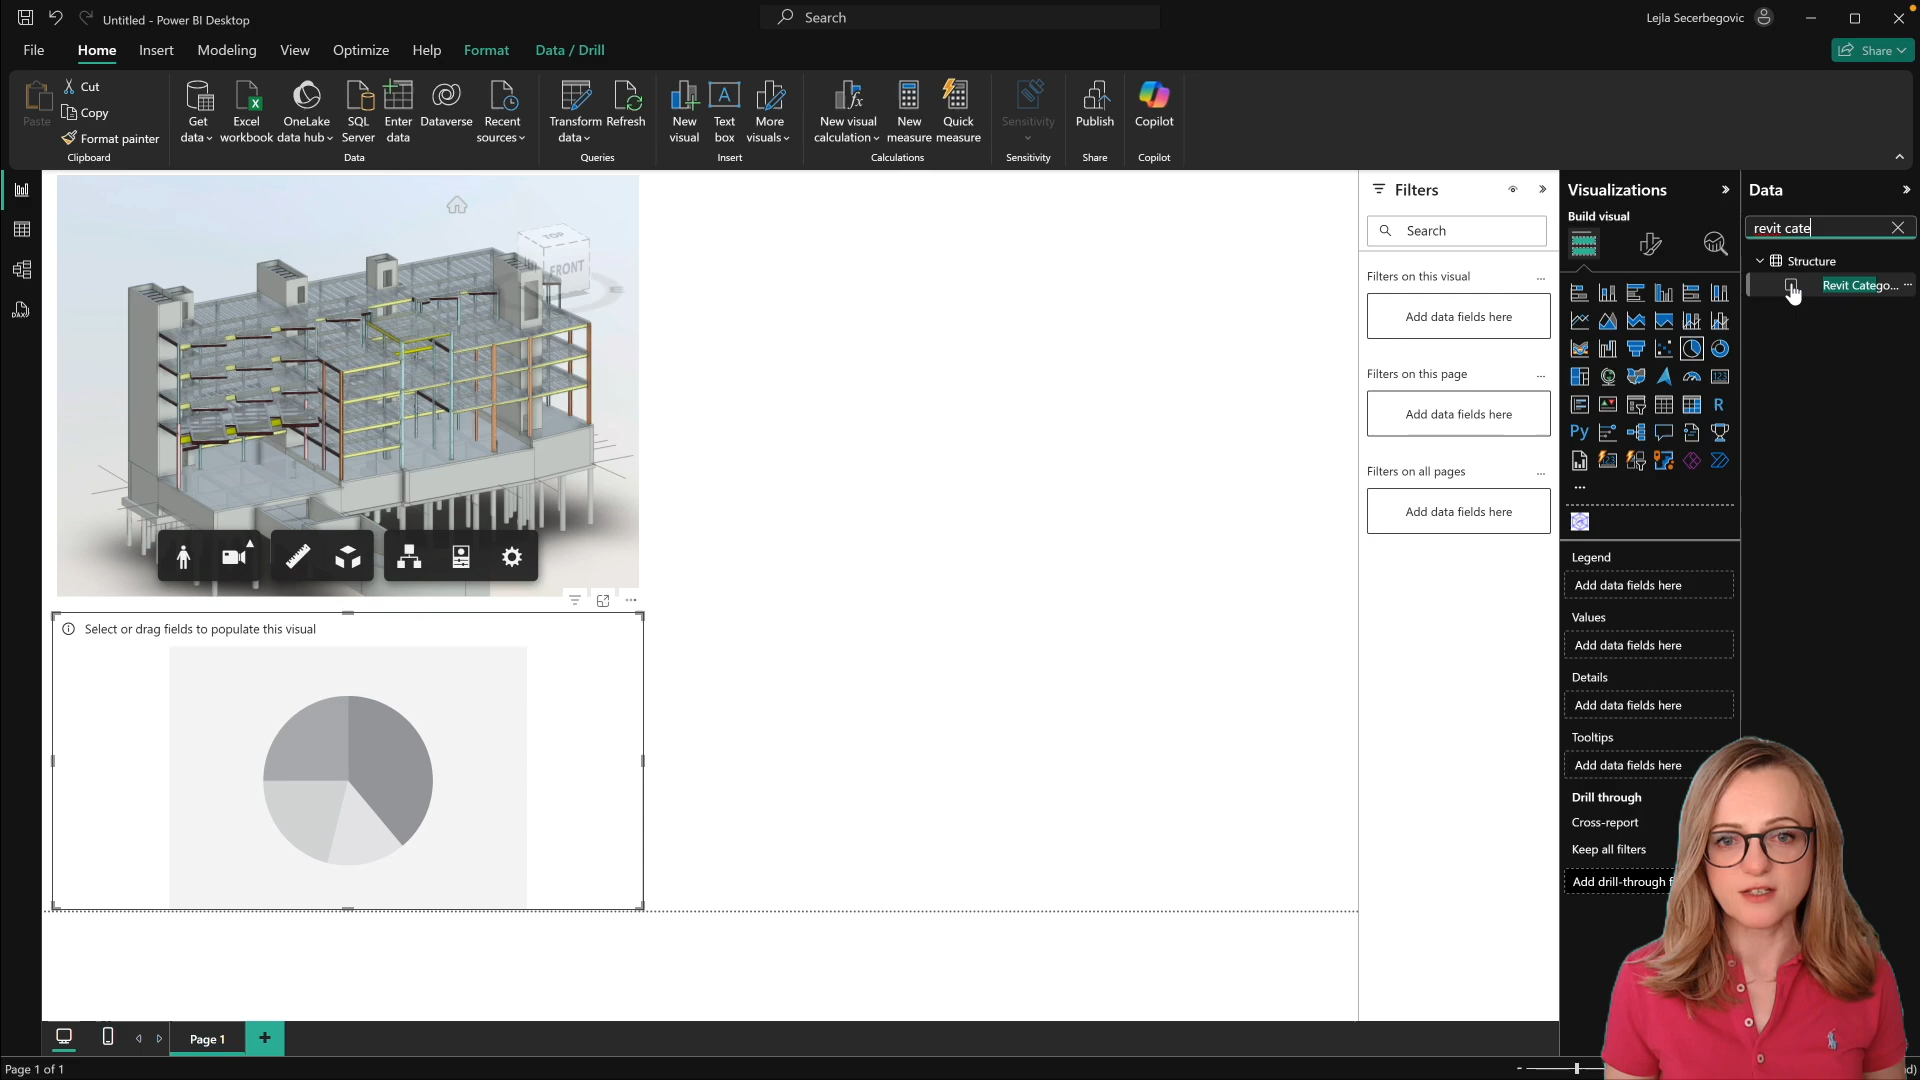 Untitled - Power BI Desktop
Search
Lejla Secerbegovic
File
Home
Insert
Modeling
View
Optimize
Help
Format
Data / Drill
Share
Paste
Cut
Copy
Format painter
Clipboard
Get data
Excel workbook
OneLake data hub
SQL Server
Enter data
Dataverse
Recent sources
Data
Transform data
Refresh
Queries
New visual
Text box
More visuals
Insert
New visual calculation
New measure
Quick measure
Calculations
Sensitivity
Sensitivity
Publish
Share
Copilot
Copilot
TOP
FRONT
Select or drag fields to populate this visual
Filters
Search
Filters on this visual
...
Add data fields here
Filters on this page
...
Add data fields here
Filters on all pages
...
Add data fields here
Visualizations
Build visual
123
R
Py
123
...
Legend
Add data fields here
Values
Add data fields here
Details
Add data fields here
Tooltips
Add data fields here
Drill through
Cross-report
Keep all filters
Add drill-through f
Data
revit cate
Structure
Revit Catego...
DAX
Page 1
Page 1 of 1